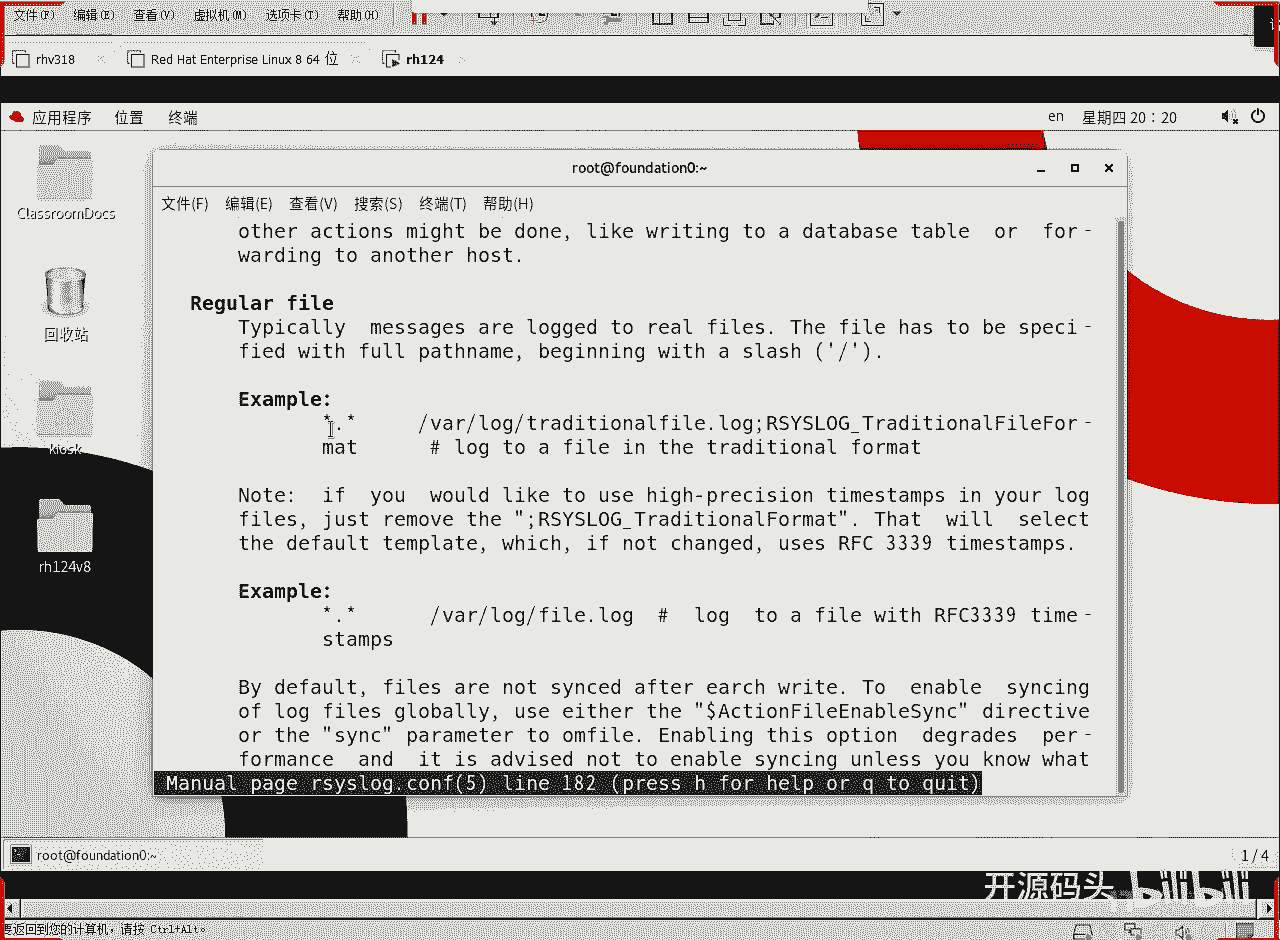 文件(F) 编辑(E) 查看(V) 虚拟机(M) 选项卡(T) 帮助(H)
rhv318 Red Hat Enterprise Linux 8 64 位 rh124
应用程序 位置 终端 en 星期四 20：20
root@foundation0:~
文件(F) 编辑(E) 查看(V) 搜索(S) 终端(T) 帮助(H)
ClassroomDocs
回收站
kiosk
rh124v8
other actions might be done, like writing to a database table or for-
warding to another host.
Regular file
Typically messages are logged to real files. The file has to be speci-
fied with full pathname, beginning with a slash ('/').
Example:
*.* /var/log/traditionalfile.log;RSYSLOG_TraditionalFileFor-
mat # log to a file in the traditional format
Note: if you would like to use high-precision timestamps in your log
files, just remove the ";RSYSLOG_TraditionalFormat". That will select
the default template, which, if not changed, uses RFC 3339 timestamps.
Example:
*.* /var/log/file.log # log to a file with RFC3339 time-
stamps
By default, files are not synced after earch write. To enable syncing
of log files globally, use either the "$ActionFileEnableSync" directive
or the "sync" parameter to omfile. Enabling this option degrades per-
formance and it is advised not to enable syncing unless you know what
Manual page rsyslog.conf(5) line 182 (press h for help or q to quit)
root@foundation0:~ 1 / 4
开源码头 bilibili
要返回到您的计算机，请按 Ctrl+Alt。